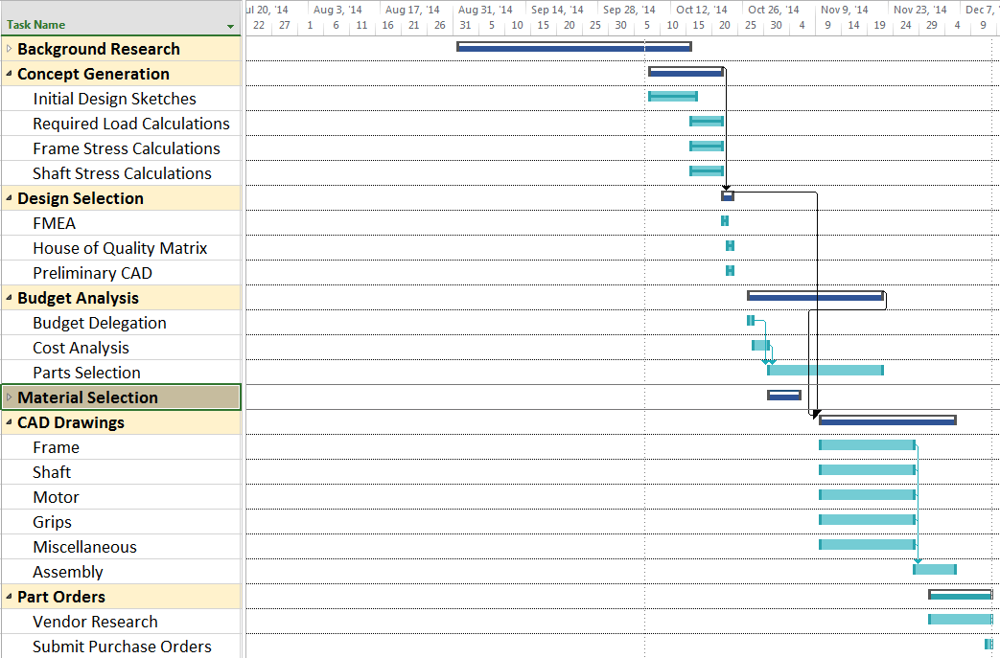 ul 20, '14 Aug 3, '14 Aug 17, '14 Aug 31, '14 Sep 14, '14 Sep 28, '14 Oct 12, '14 Oct 26, '14 Nov 9, '14 Nov 23, '14 Dec 7, '
Task Name 22 27 1 6 11 16 21 26 31 5 10 15 20 25 30 5 10 15 20 25 30 4 9 14 19 24 29 4 9
Background Research
Concept Generation
Initial Design Sketches
Required Load Calculations
Frame Stress Calculations
Shaft Stress Calculations
Design Selection
FMEA
House of Quality Matrix
Preliminary CAD
Budget Analysis
Budget Delegation
Cost Analysis
Parts Selection
Material Selection
CAD Drawings
Frame
Shaft
Motor
Grips
Miscellaneous
Assembly
Part Orders
Vendor Research
Submit Purchase Orders